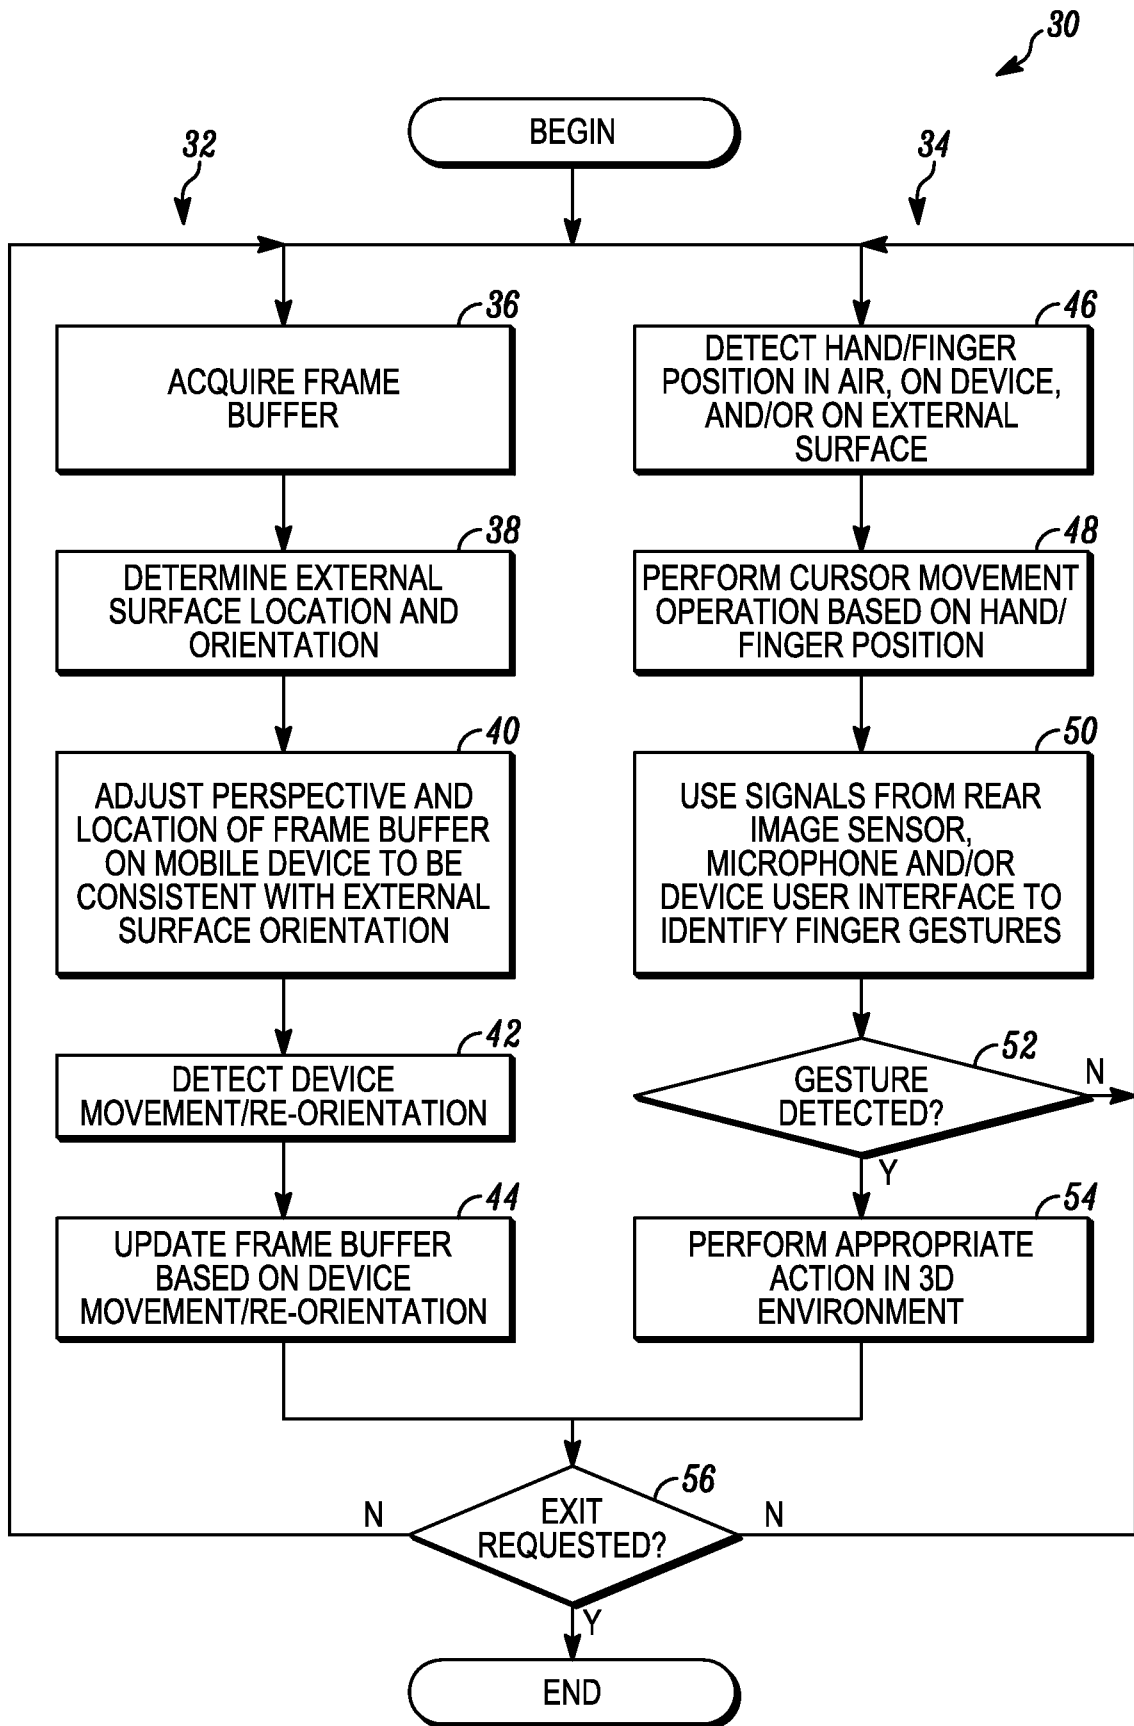 30
BEGIN
32
34
36
ACQUIRE FRAME
BUFFER
38
DETERMINE EXTERNAL
SURFACE LOCATION AND
ORIENTATION
40
ADJUST PERSPECTIVE AND
LOCATION OF FRAME BUFFER
ON MOBILE DEVICE TO BE
CONSISTENT WITH EXTERNAL
SURFACE ORIENTATION
42
DETECT DEVICE
MOVEMENT/RE-ORIENTATION
44
UPDATE FRAME BUFFER
BASED ON DEVICE
MOVEMENT/RE-ORIENTATION
46
DETECT HAND/FINGER
POSITION IN AIR, ON DEVICE,
AND/OR ON EXTERNAL
SURFACE
48
PERFORM CURSOR MOVEMENT
OPERATION BASED ON HAND/
FINGER POSITION
50
USE SIGNALS FROM REAR
IMAGE SENSOR,
MICROPHONE AND/OR
DEVICE USER INTERFACE TO
IDENTIFY FINGER GESTURES
52
GESTURE
DETECTED?
N
Y
54
PERFORM APPROPRIATE
ACTION IN 3D
ENVIRONMENT
56
N
EXIT
REQUESTED?
N
Y
END